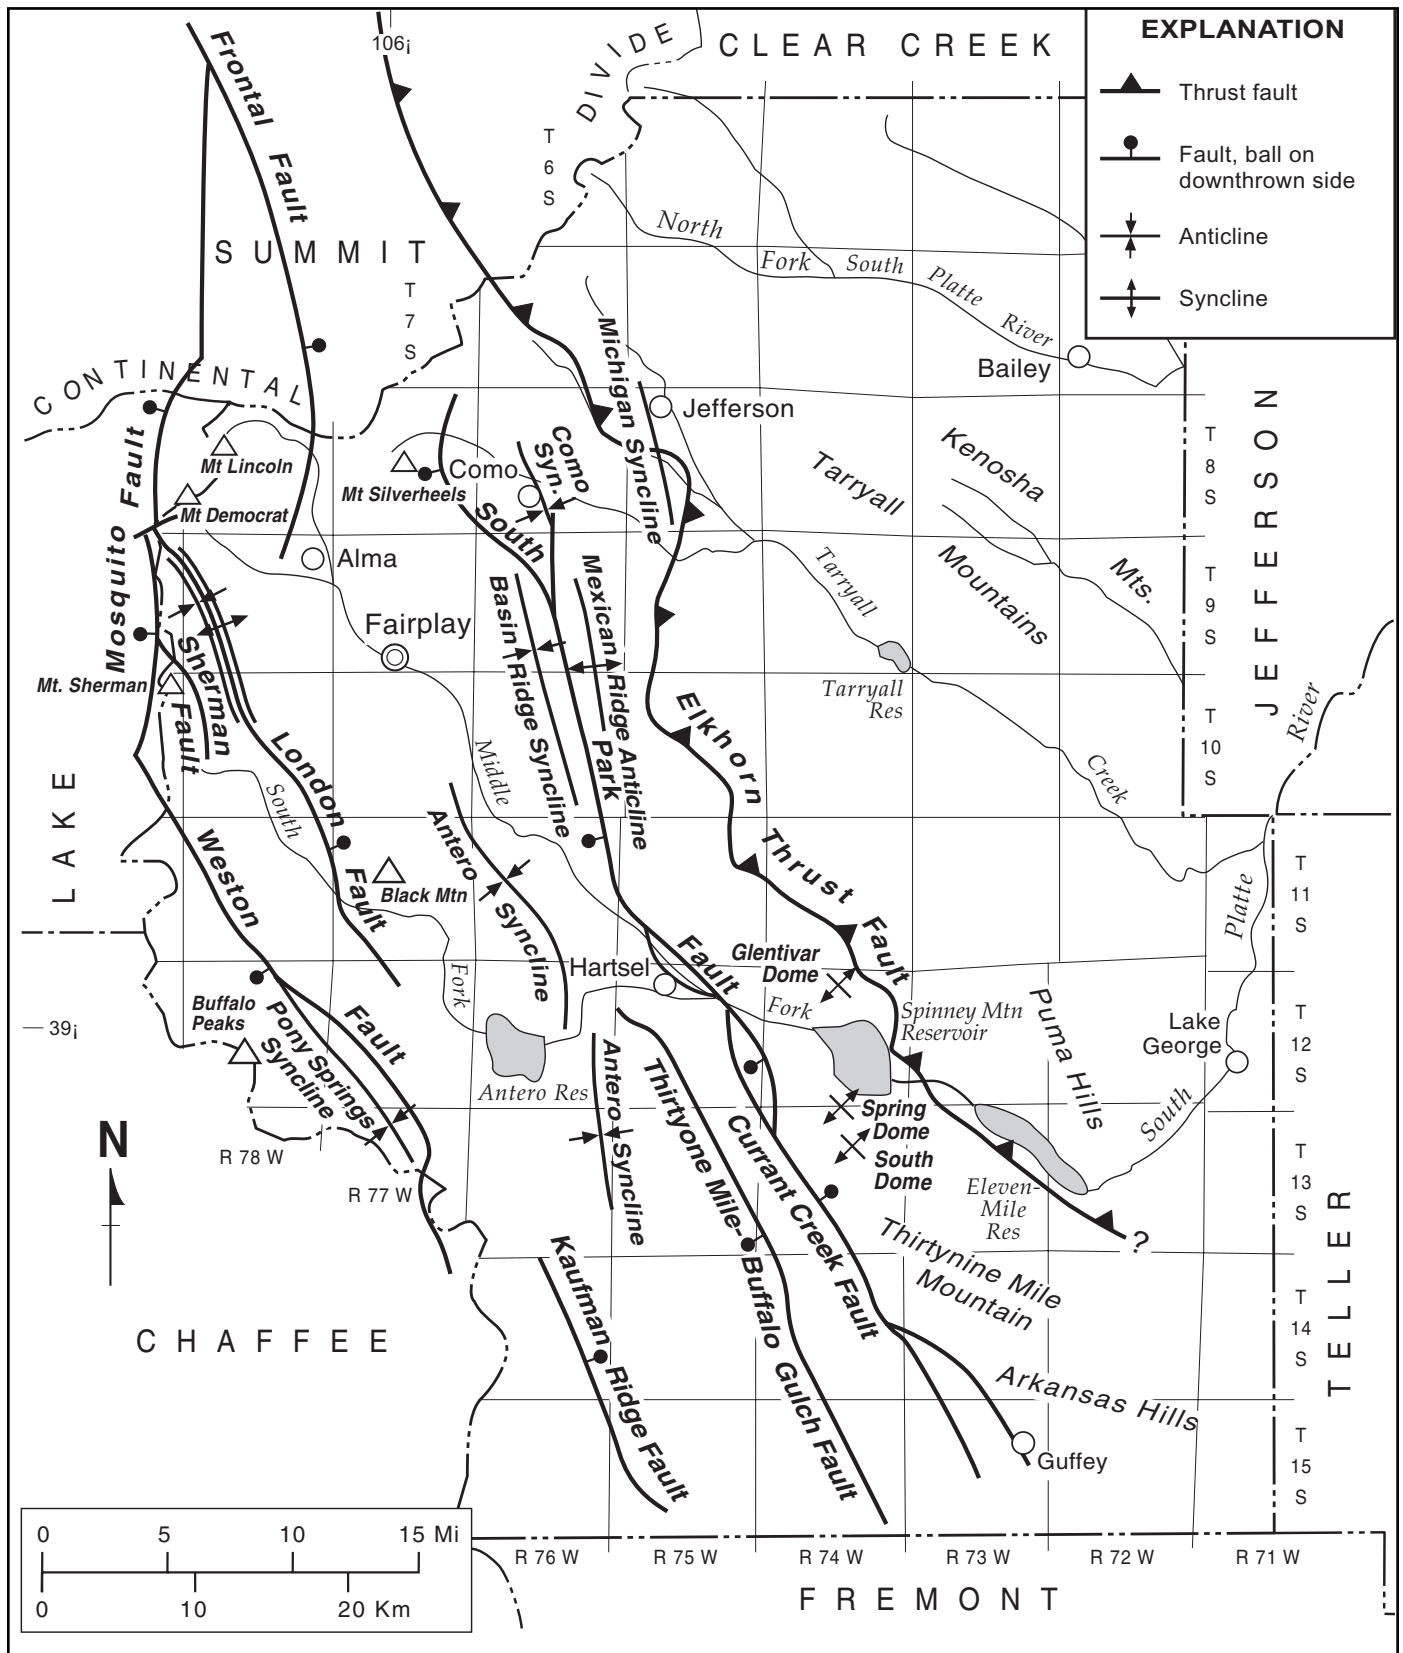 EXPLANATION
Thrust fault
Fault, ball on
downthrown side
Anticline
Syncline
CLEAR CREEK
DIVIDE
CONTINENTAL
106¡
Frontal Fault
SUMMIT
T
6
S
T
7
S
North Fork South Platte River
Bailey
Jefferson
Michigan Syncline
Como
Como Syn.
Mt Lincoln
Mt Silverheels
Mt Democrat
Alma
Mosquito Fault
South Park Fault
Fairplay
Mt. Sherman
Sherman Fault
London Fault
Basin Ridge Syncline
Mexican Ridge Anticline
Tarryall Mountains
Kenosha Mts.
Tarryall Creek
Tarryall
Res
JEFFERSON
T
8
S
T
9
S
T
10
S
River
LAKE
South Fork
Middle Fork
Elkhorn Thrust Fault
Weston Fault
Black Mtn
Antero Syncline
Glentivar
Dome
Hartsel
Buffalo
Peaks
39¡
Pony Springs
Syncline
Antero Res
Antero Syncline
Spinney Mtn
Reservoir
Puma Hills
Lake
George
South Platte
T
11
S
T
12
S
T
13
S
Spring
Dome
South
Dome
Eleven-
Mile
Res
N
R 78 W
R 77 W
Thirtyone Mile-Buffalo Gulch Fault
Currant Creek Fault
?
Thirtynine Mile
Mountain
Kaufman Ridge Fault
CHAFFEE
TELLER
T
14
S
Arkansas Hills
Guffey
T
15
S
0 5 10 15 Mi
0 10 20 Km
R 76 W R 75 W R 74 W R 73 W R 72 W R 71 W
FREMONT